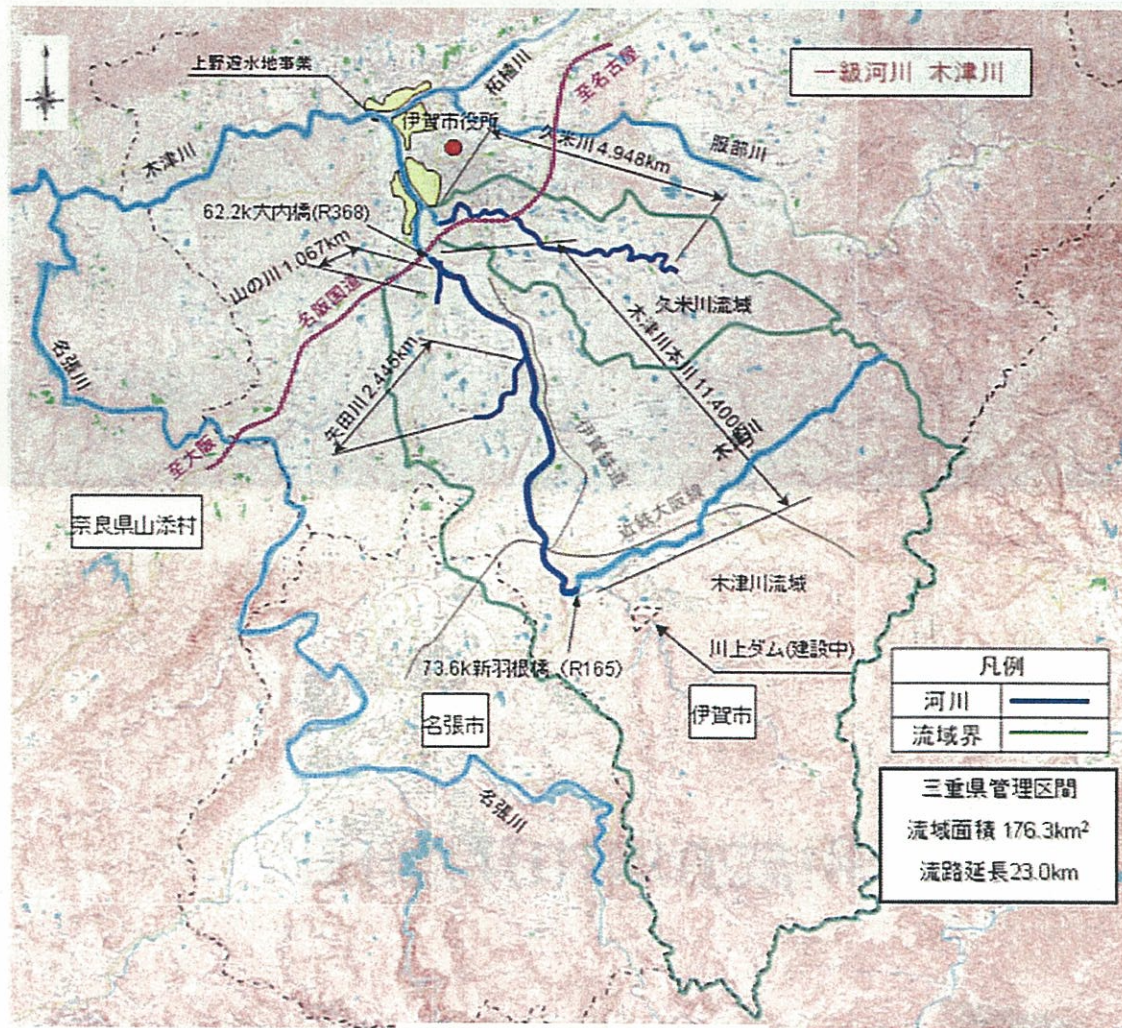 一級河川 木津川
上野遊水地事業
柘植川
至名古屋
伊賀市役所
久米川 4.948km
服部川
木津川
62.2k大内橋(R368)
山の川 1.067km
名阪国道
久米川流域
木津川本川 11.400km
名張川
矢田川 2.445km
伊賀鉄道
至大阪
近鉄大阪線
奈良県山添村
木津川流域
川上ダム(建設中)
73.6k新羽根橋 (R165)
名張市
伊賀市
凡例
河川
流域界
三重県管理区間
流域面積 176.3km²
流路延長23.0km
名張川